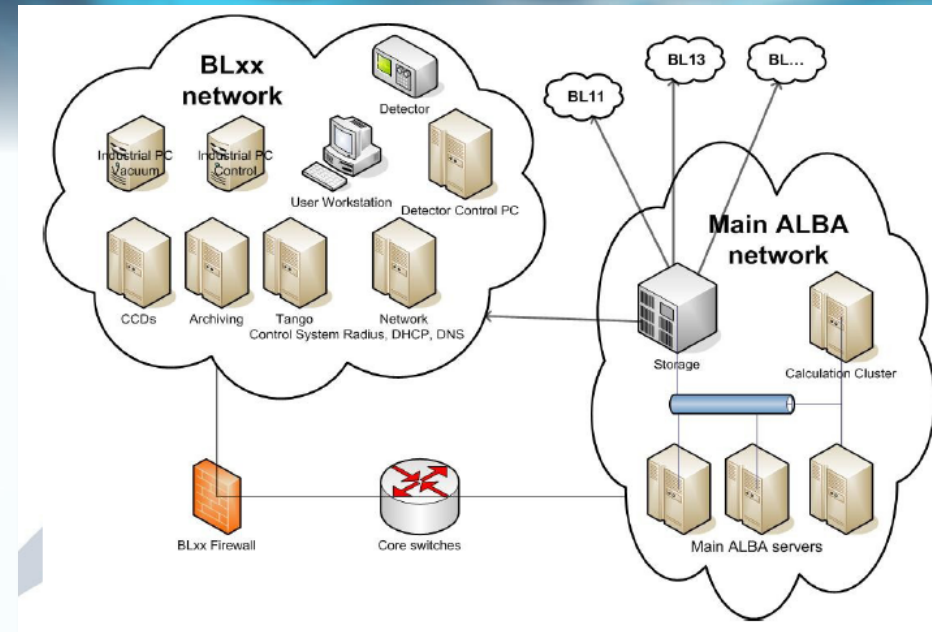 BLxx
network
Detector
Industrial PC
Vacuum
Industrial PC
Control
User Workstation
Detector Control PC
CCDs
Archiving
Tango
Control System
Network
Radius, DHCP, DNS
BL11
BL13
BL...
Main ALBA
network
Storage
Calculation Cluster
Main ALBA servers
BLxx Firewall
Core switches